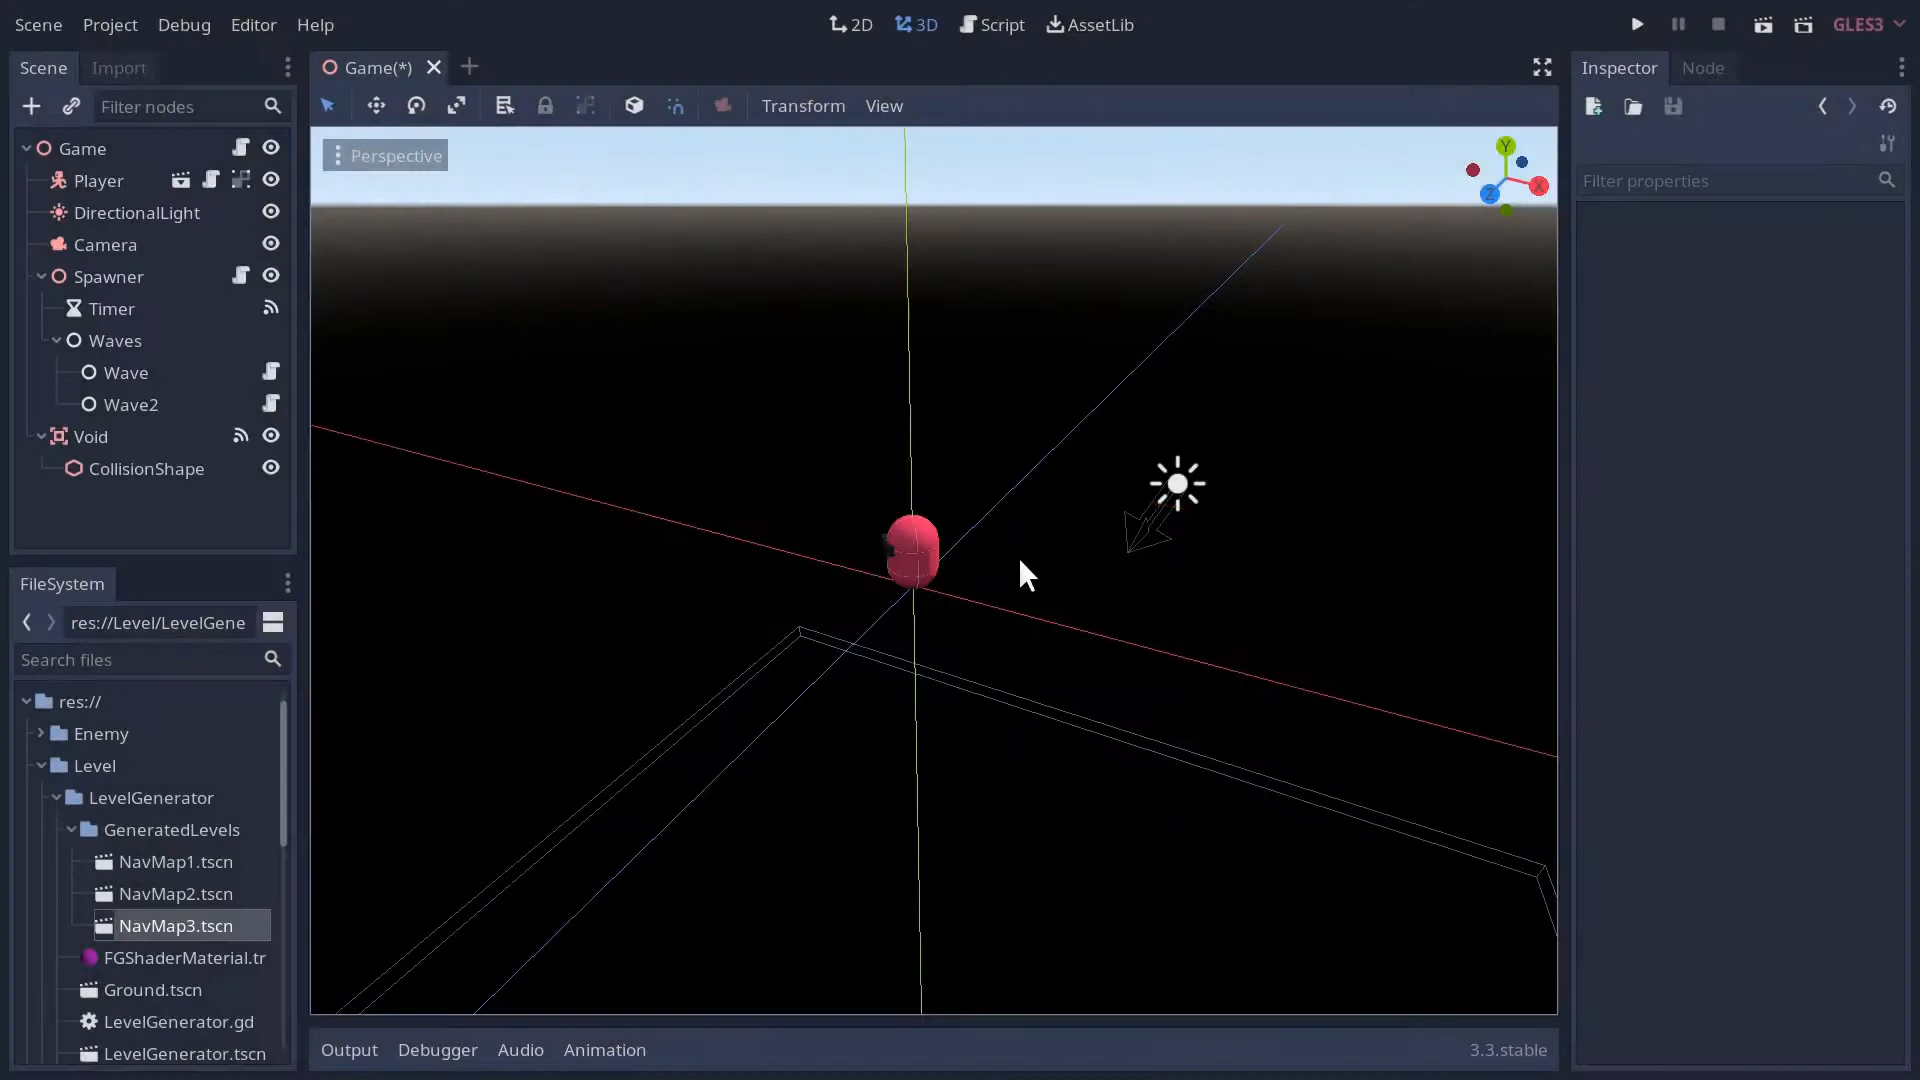 Scene Project Debug Editor Help
2D 3D Script AssetLib
GLES3
Scene Import
Filter nodes
Game
Player
DirectionalLight
Camera
Spawner
Timer
Waves
Wave
Wave2
Void
CollisionShape
FileSystem
res://Level/LevelGene
Search files
res://
Enemy
Level
LevelGenerator
GeneratedLevels
NavMap1.tscn
NavMap2.tscn
NavMap3.tscn
FGShaderMaterial.tr
Ground.tscn
LevelGenerator.gd
LevelGenerator.tscn
Game(*)
Transform View
Perspective
Y
X
Z
Output Debugger Audio Animation 3.3.stable
Inspector Node
Filter properties